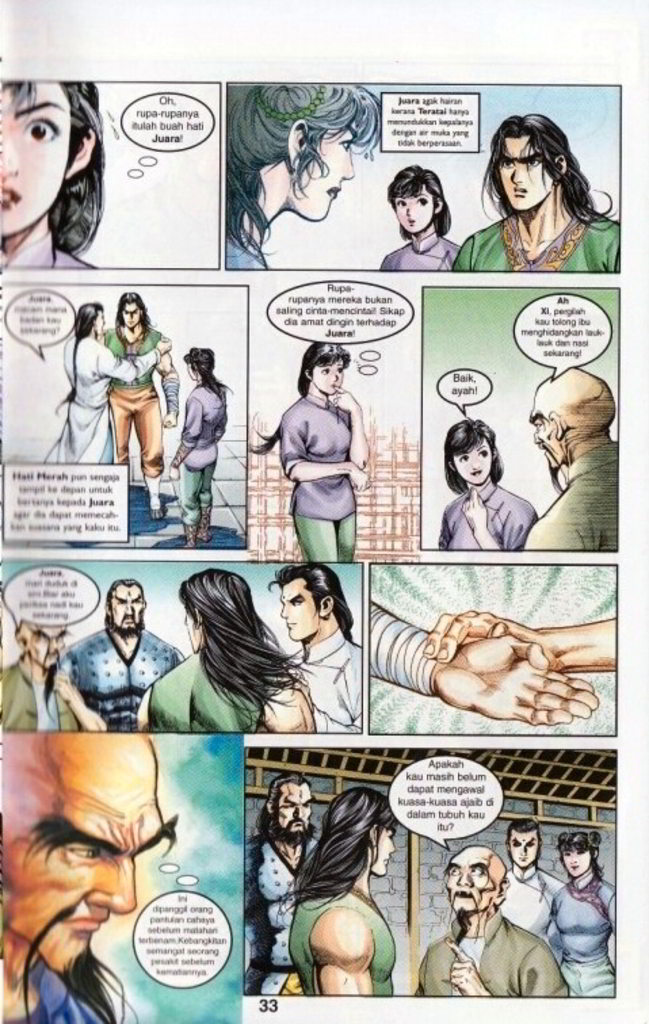 Oh,
rupa-rupanya
itulah buah hati
Juara!
Juara agak hairan
kerana Teratai hanya
menundukkan kepalanya
dengan air muka yang
tidak berperasaan.
Juara,
macam mana
badan kau
sekarang?
Hati Merah pun sengaja
tampil ke depan untuk
berbicara kepada Juara
agar dia dapat memecah-
kan suasana yang kaku itu.
Rupa-
rupanya mereka bukan
saling cinta-mencintai! Sikap
dia amat dingin terhadap
Juara!
Baik,
ayah!
Ah
Xi, pergilah
kau tolong ibu
menghidangkan lauk-
lauk dan nasi
sekarang!
Juara,
mari duduk di
sini. Biar aku
periksa nadi kau
sekarang
Ini
dipanggil orang
pantulan cahaya
sebelum matahari
terbenam,Kebangkitan
semangat seorang
pesakit sebelum
kematiannya.
Apakah
kau masih belum
dapat mengawal
kuasa-kuasa ajaib di
dalam tubuh kau
itu?
33